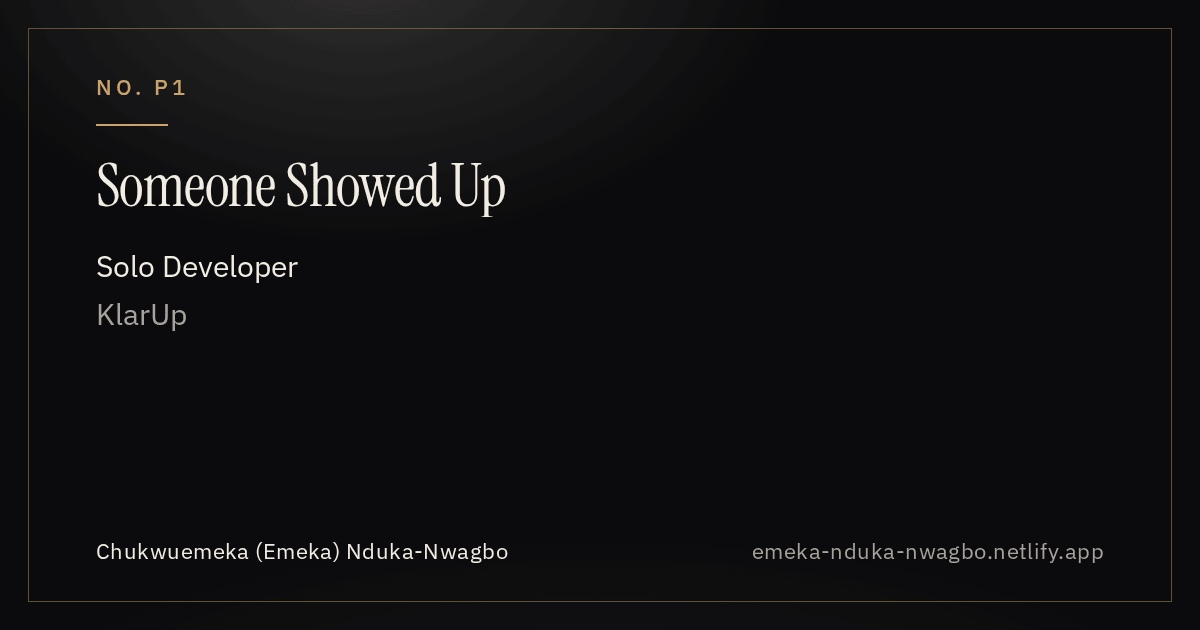 NO. P1
Someone Showed Up
Solo Developer
KlarUp
Chukwuemeka (Emeka) Nduka-Nwagbo
emeka-nduka-nwagbo.netlify.app